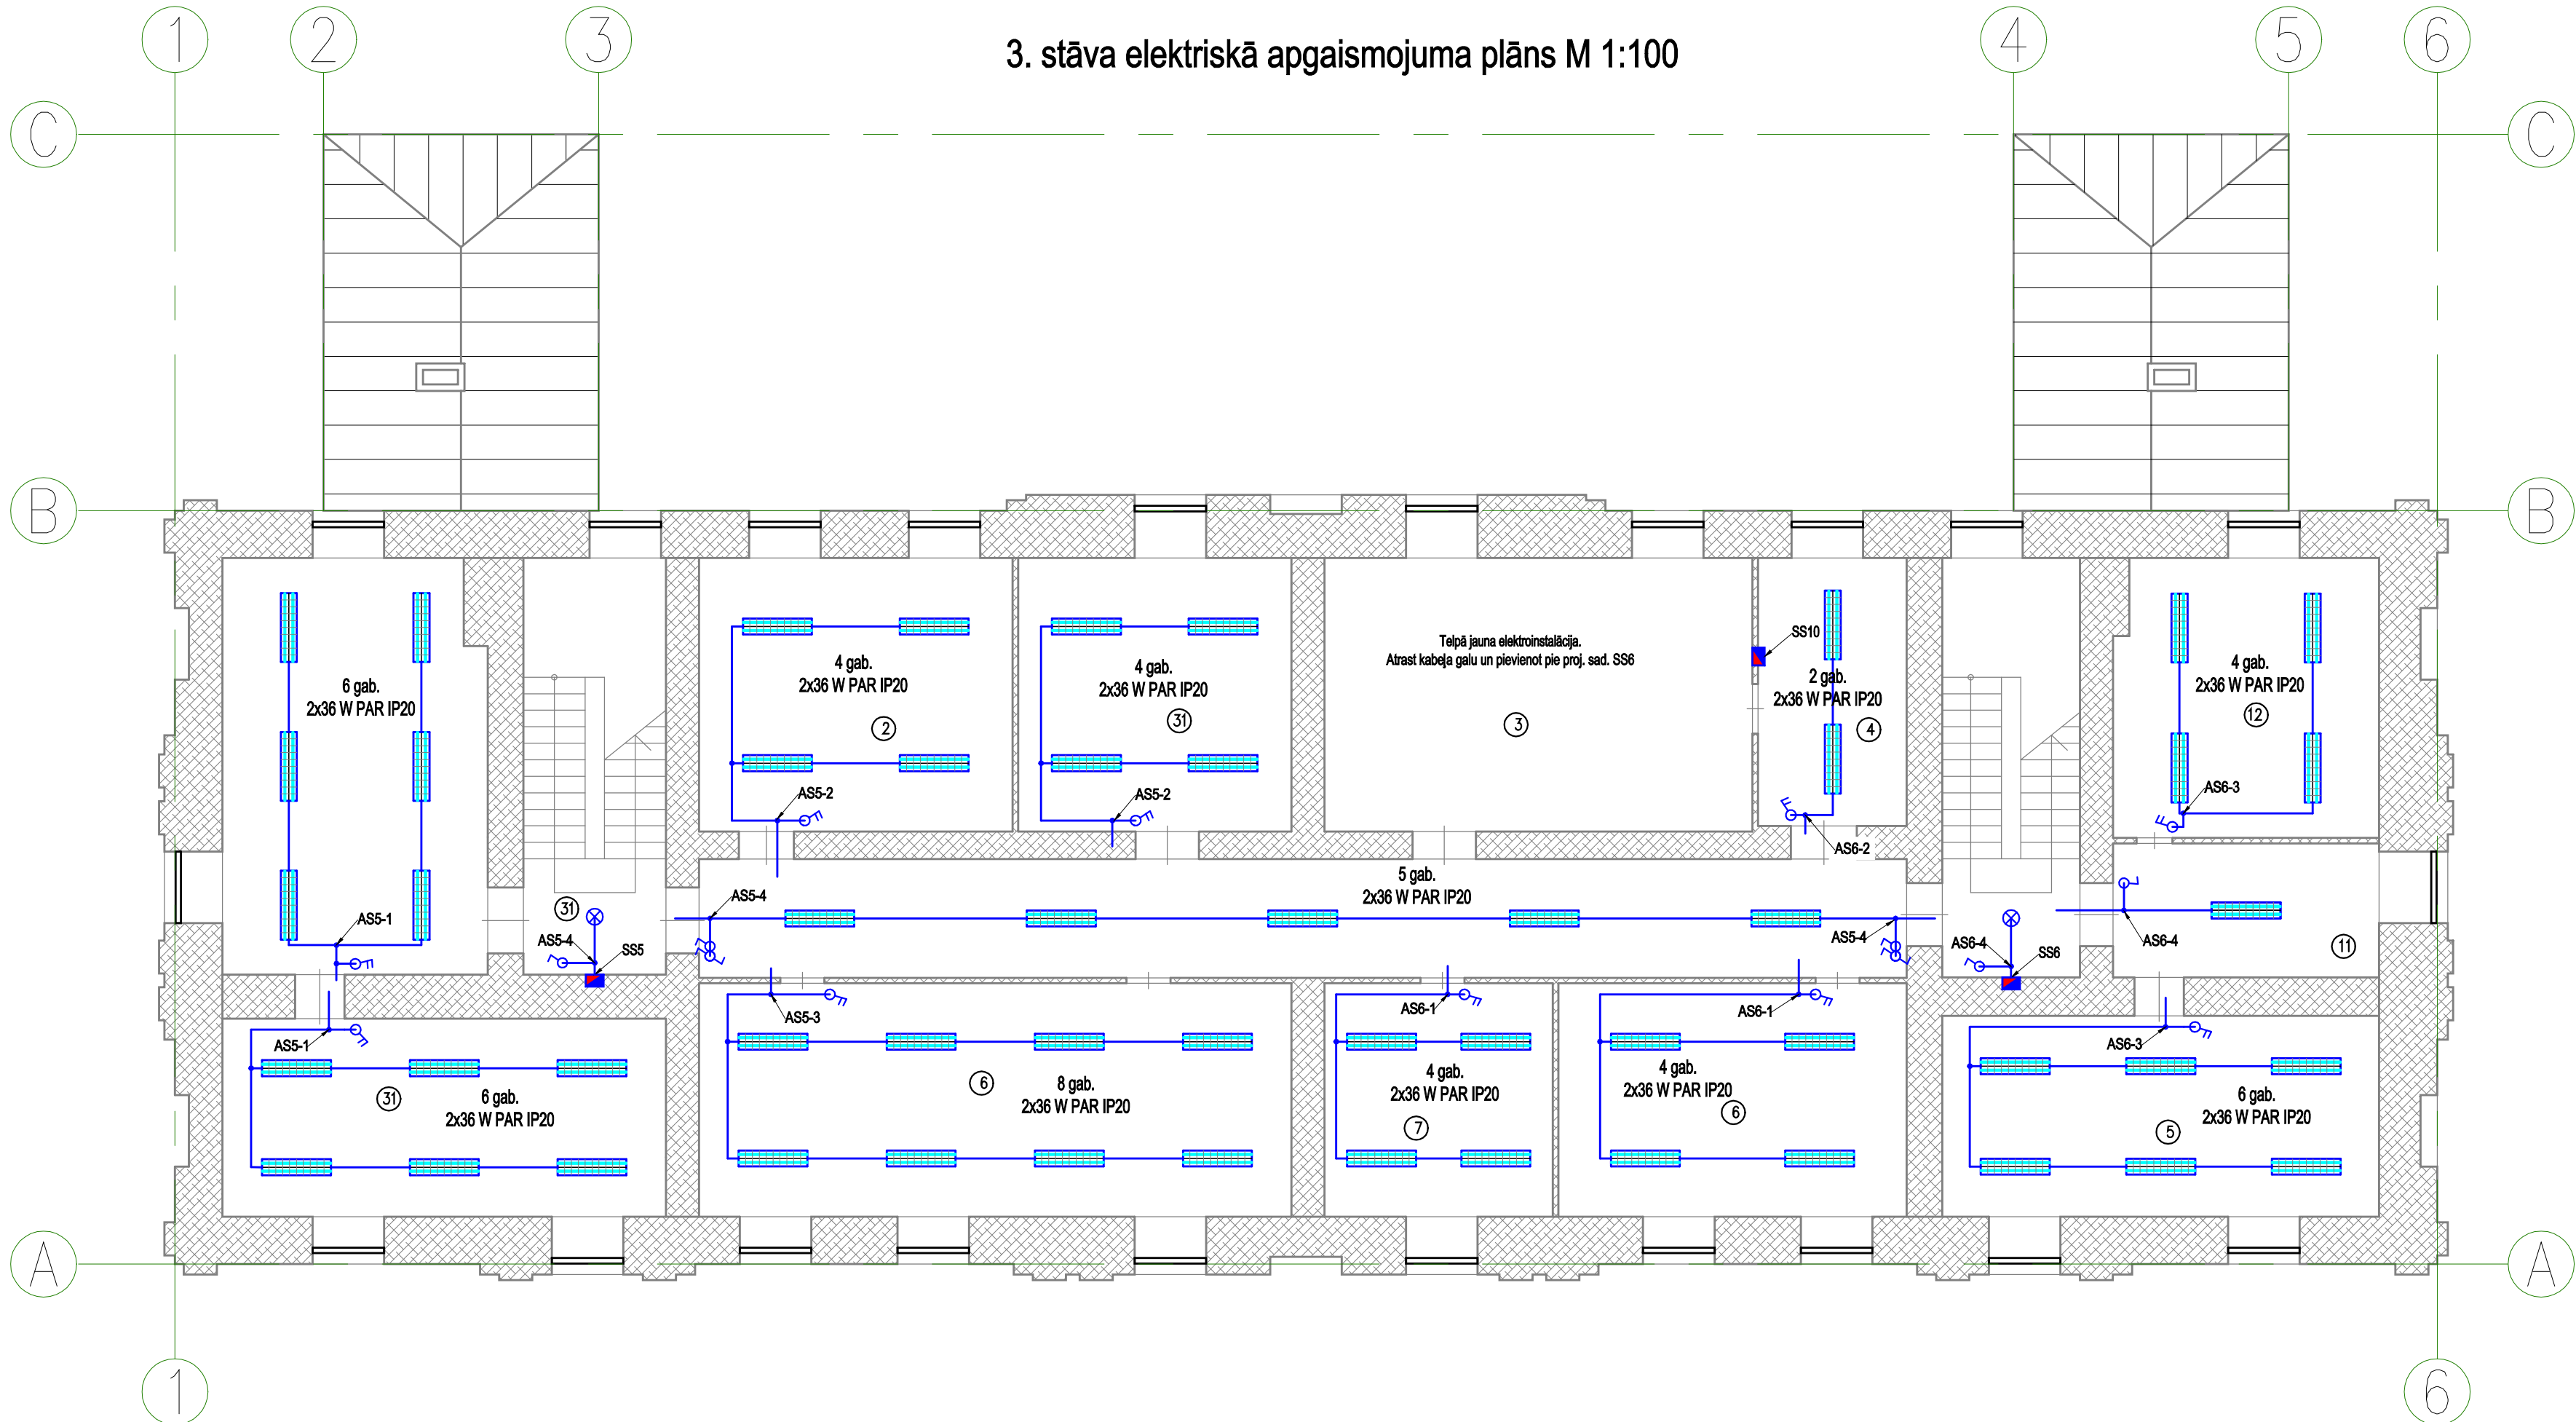 1
2
3
3. stāva elektriskā apgaismojuma plāns M 1:100
4
5
6
C
C
B
B
6 gab.
2x36 W PAR IP20
4 gab.
2x36 W PAR IP20
2
AS5-2
4 gab.
2x36 W PAR IP20
31
AS5-2
Telpā jauna elektroinstalācija.
Atrast kabeļa galu un pievienot pie proj. sad. SS6
3
SS10
2 gab.
2x36 W PAR IP20
4
AS6-2
4 gab.
2x36 W PAR IP20
12
AS6-3
AS5-1
31
AS5-4
SS5
AS5-4
5 gab.
2x36 W PAR IP20
AS5-4
AS6-4
SS6
AS6-4
11
AS5-1
31
6 gab.
2x36 W PAR IP20
AS5-3
6
8 gab.
2x36 W PAR IP20
AS6-1
4 gab.
2x36 W PAR IP20
7
AS6-1
4 gab.
2x36 W PAR IP20
6
AS6-3
6 gab.
2x36 W PAR IP20
5
A
A
1
6